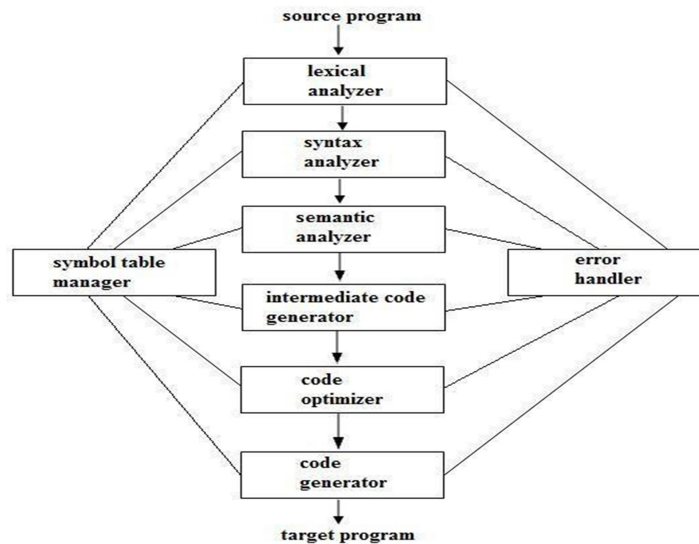 source program
lexical
analyzer
syntax
analyzer
semantic
analyzer
symbol table
manager
error
handler
intermediate code
generator
code
optimizer
code
generator
target program